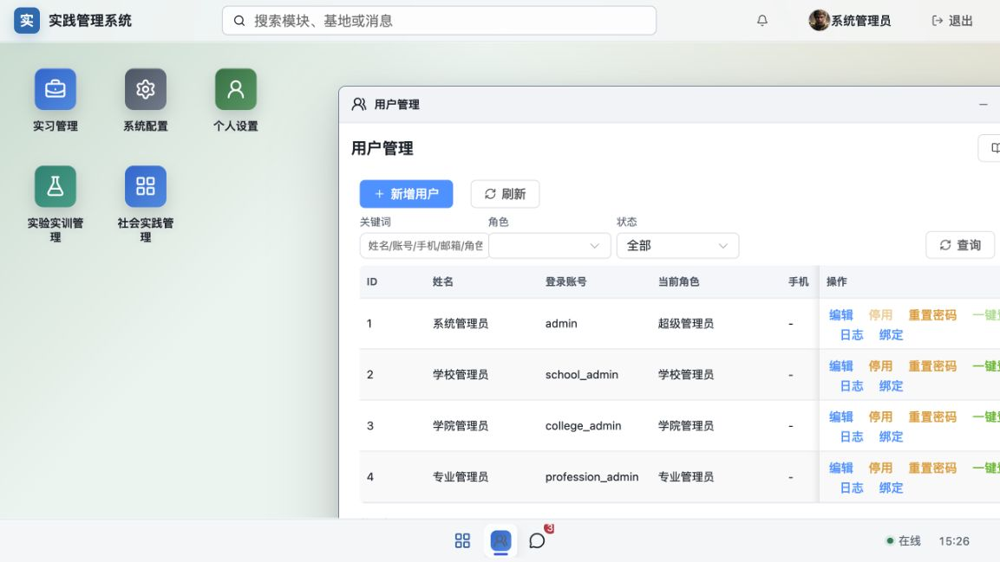 实 实践管理系统
搜索模块、基地或消息
系统管理员
退出
实习管理
系统配置
个人设置
实验实训管
理
社会实践管
理
用户管理
用户管理
+ 新增用户
刷新
关键词
角色
状态
姓名/账号/手机/邮箱/角色
全部
查询
ID 姓名 登录账号 当前角色 手机 操作
1 系统管理员 admin 超级管理员 - 编辑 停用 重置密码 一键
日志 绑定
2 学校管理员 school_admin 学校管理员 - 编辑 停用 重置密码 一键
日志 绑定
3 学院管理员 college_admin 学院管理员 - 编辑 停用 重置密码 一键
日志 绑定
4 专业管理员 profession_admin 专业管理员 - 编辑 停用 重置密码 一键
日志 绑定
3
在线
15:26